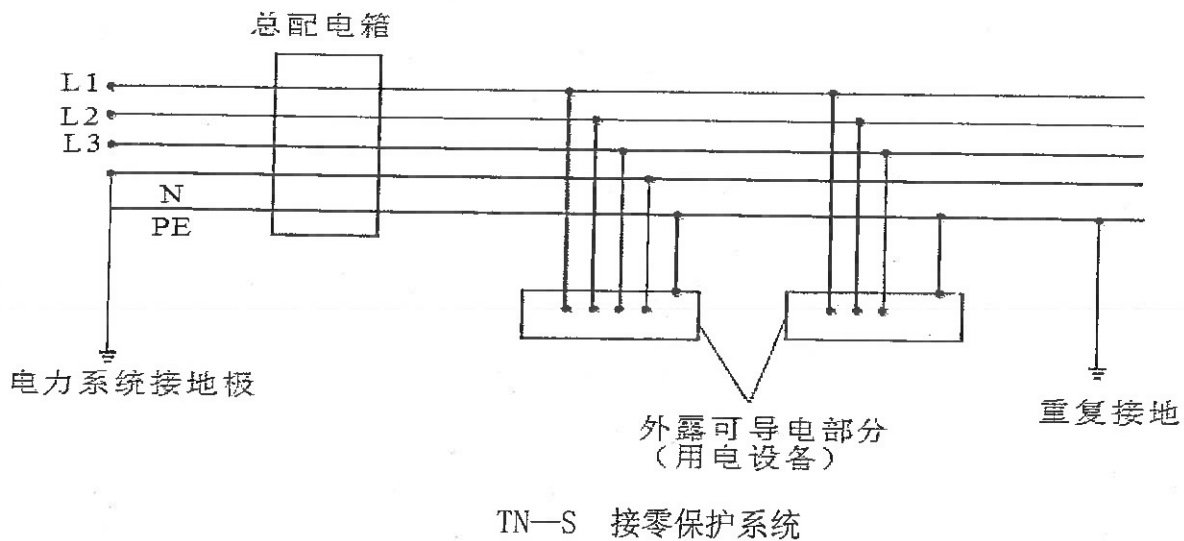 总配电箱
L1
L2
L3
N
PE
电力系统接地极
重复接地
外露可导电部分
（用电设备）
TN—S 接零保护系统